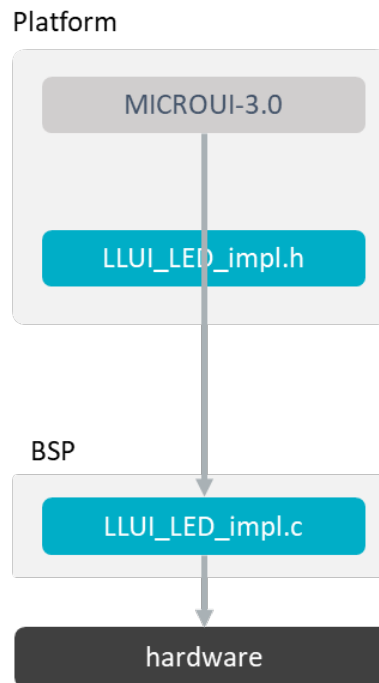 Platform
MICROUI-3.0
LLUI_LED_impl.h
BSP
LLUI_LED_impl.c
hardware